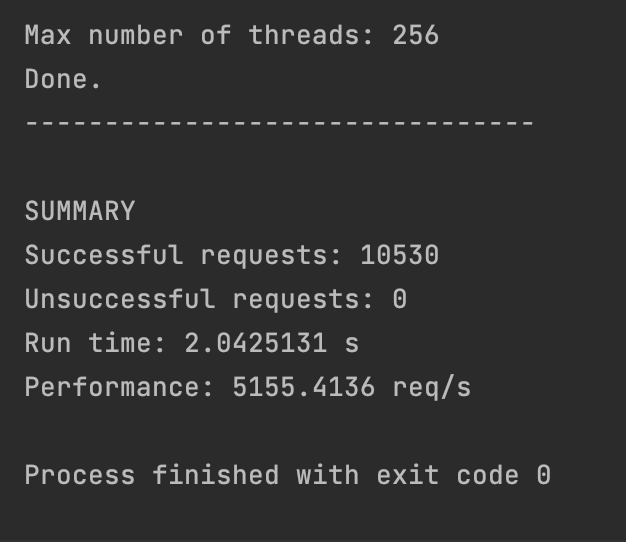 Max number of threads: 256
Done.
--------------------------------
SUMMARY
Successful requests: 10530
Unsuccessful requests: 0
Run time: 2.0425131 s
Performance: 5155.4136 req/s
Process finished with exit code 0